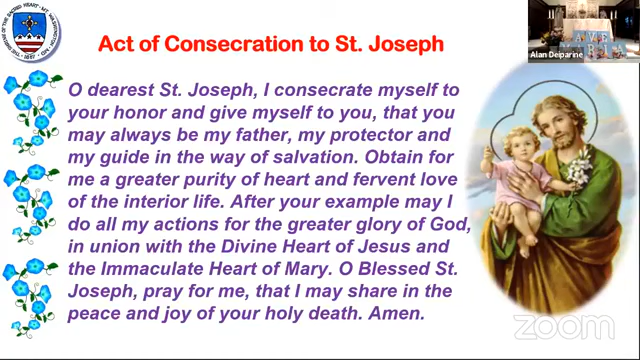 Act of Consecration to St. Joseph
AVE
MARIA
Alan Deiparine
O dearest St. Joseph, I consecrate myself to
your honor and give myself to you, that you
may always be my father, my protector and
my guide in the way of salvation. Obtain for
me a greater purity of heart and fervent love
of the interior life. After your example may I
do all my actions for the greater glory of God,
in union with the Divine Heart of Jesus and
the Immaculate Heart of Mary. O Blessed St.
Joseph, pray for me, that I may share in the
peace and joy of your holy death. Amen.
zoom